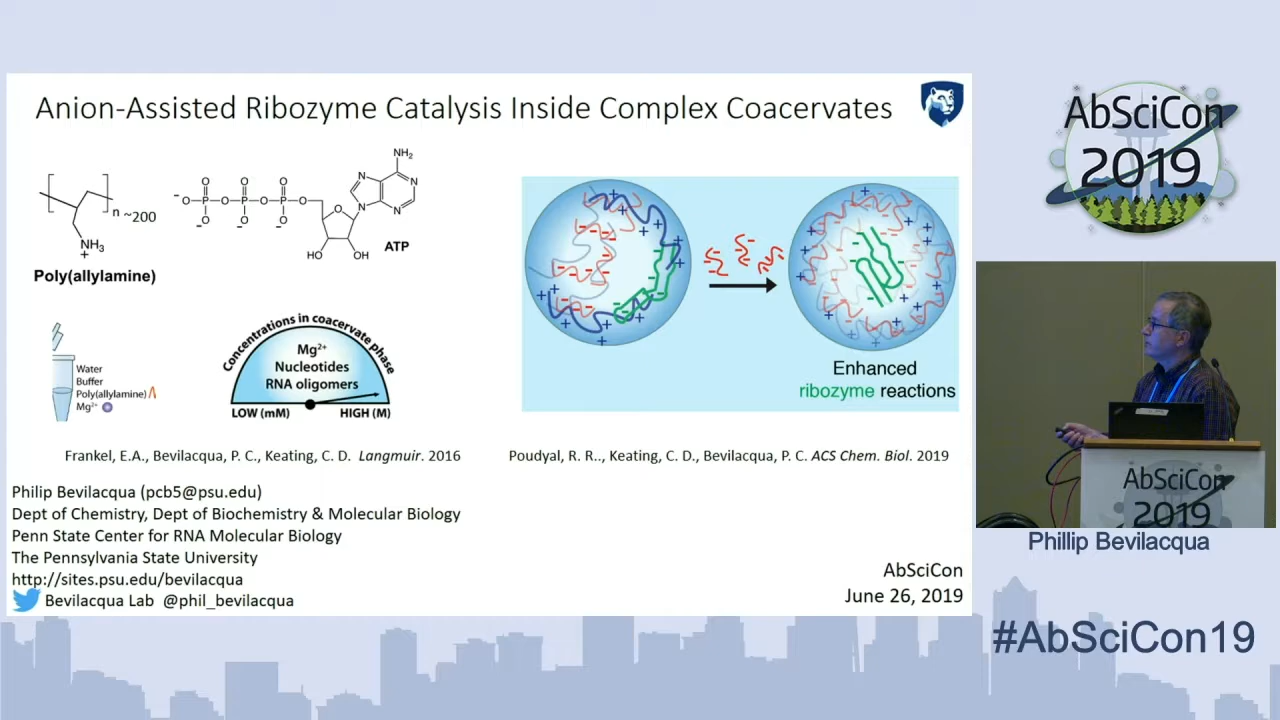 Anion-Assisted Ribozyme Catalysis Inside Complex Coacervates
n ~200
NH3
+
Poly(allylamine)
-O-P-O-P-O-P-O
O O O
O O O
- - -
NH2
N N
N N
O
HO OH
ATP
Water
Buffer
Poly(allylamine)
Mg2+
Concentrations in coacervate phase
Mg2+
Nucleotides
RNA oligomers
LOW (mM) HIGH (M)
Enhanced
ribozyme reactions
Frankel, E.A., Bevilacqua, P. C., Keating, C. D. Langmuir. 2016
Poudyal, R. R.., Keating, C. D., Bevilacqua, P. C. ACS Chem. Biol. 2019
Philip Bevilacqua (pcb5@psu.edu)
Dept of Chemistry, Dept of Biochemistry & Molecular Biology
Penn State Center for RNA Molecular Biology
The Pennsylvania State University
http://sites.psu.edu/bevilacqua
Bevilacqua Lab @phil_bevilacqua
AbSciCon
June 26, 2019
AbSciCon
2019
AbSciCon
2019
Phillip Bevilacqua
#AbSciCon19